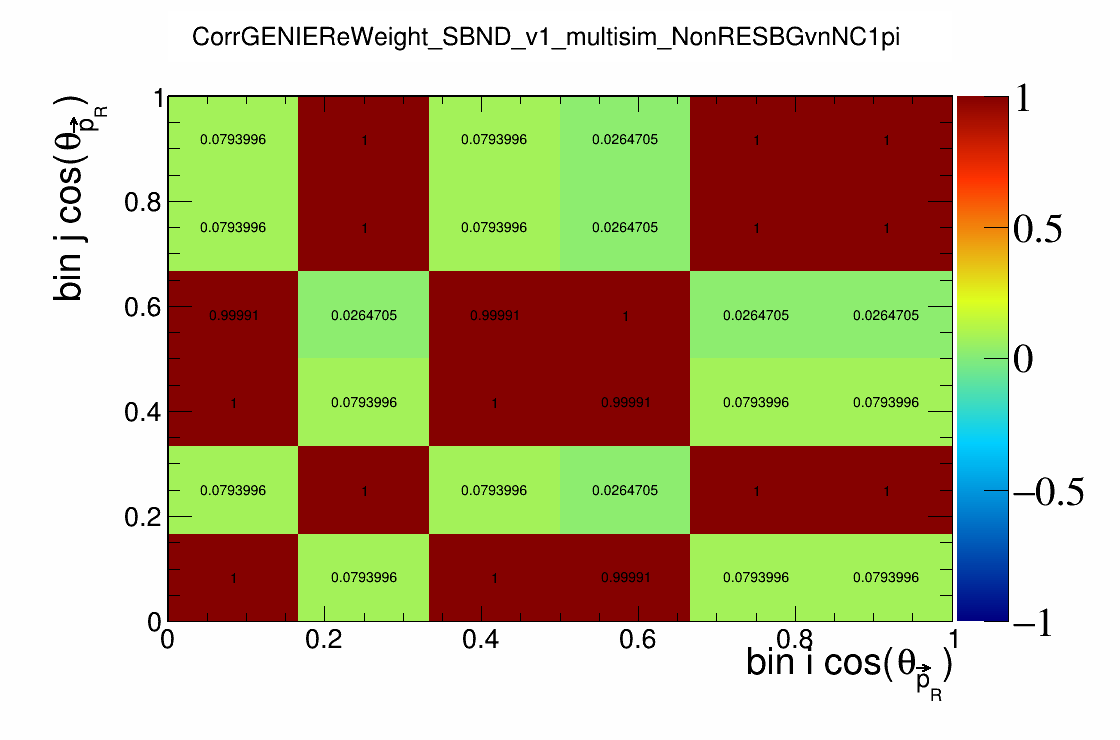 CorrGENIEReWeight_SBND_v1_multisim_NonRESBGvnNC1pi
bin j cos(θ_p⃗_R)
1
0.8
0.6
0.4
0.2
0
0.0793996 1 0.0793996 0.0264705 1 1
0.0793996 1 0.0793996 0.0264705 1 1
0.99991 0.0264705 0.99991 1 0.0264705 0.0264705
1 0.0793996 1 0.99991 0.0793996 0.0793996
0.0793996 1 0.0793996 0.0264705 1 1
1 0.0793996 1 0.99991 0.0793996 0.0793996
0 0.2 0.4 0.6 0.8 1
bin i cos(θ_p⃗_R)
1
0.5
0
−0.5
−1